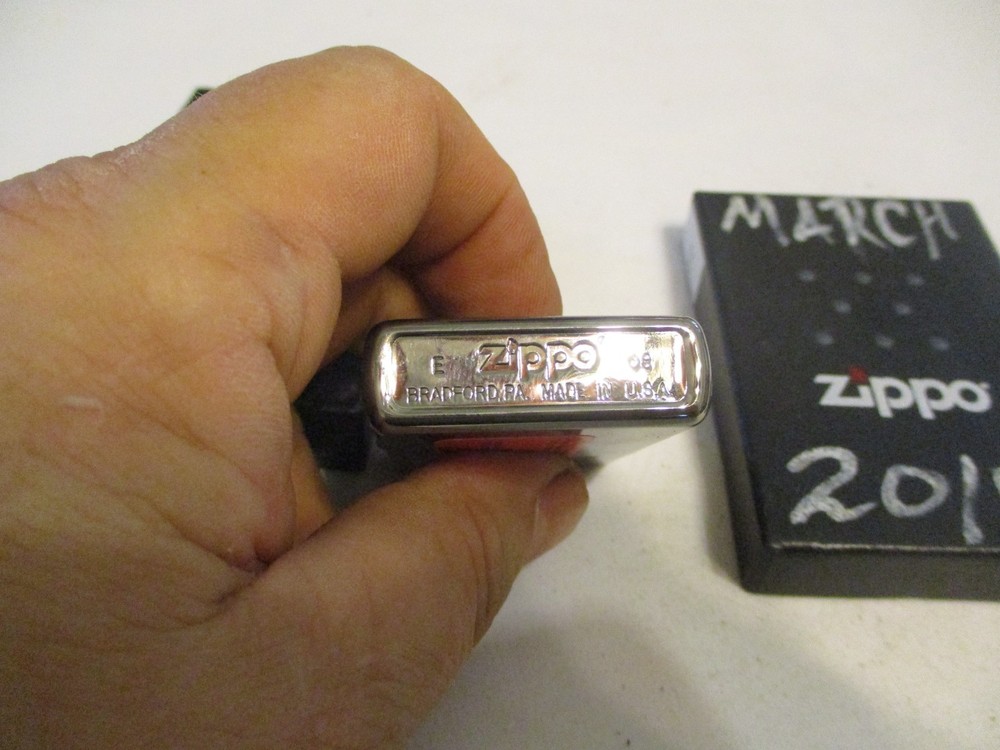 E Zippo 08
BRADFORD, PA. MADE IN U.S.A.
MARCH
zippo
201